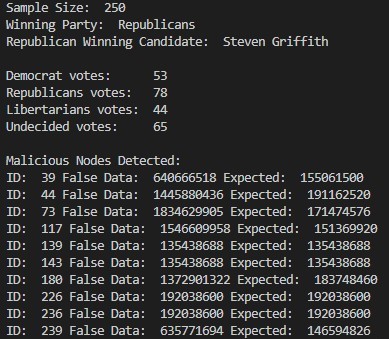 Sample Size:  250
Winning Party:  Republicans
Republican Winning Candidate:  Steven Griffith
Democrat votes:      53
Republicans votes:   78
Libertarians votes:  44
Undecided votes:     65
Malicious Nodes Detected:
ID:  39 False Data:  640666518 Expected:  155061500
ID:  44 False Data:  1445880436 Expected:  191162520
ID:  73 False Data:  1834629905 Expected:  171474576
ID:  117 False Data:  1546609958 Expected:  151369920
ID:  139 False Data:  135438688 Expected:  135438688
ID:  143 False Data:  135438688 Expected:  135438688
ID:  180 False Data:  1372901322 Expected:  183748460
ID:  226 False Data:  192038600 Expected:  192038600
ID:  236 False Data:  192038600 Expected:  192038600
ID:  239 False Data:  635771694 Expected:  146594826